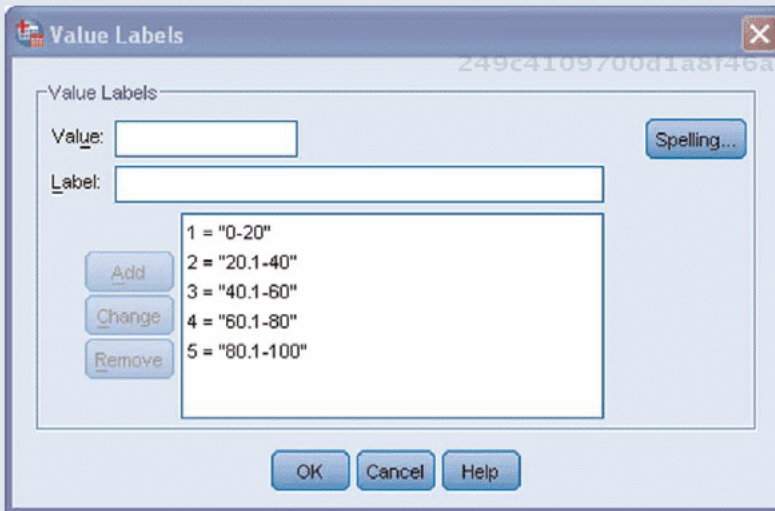 Value Labels
249c4109700d1a8f46a
Value Labels
Value:
Spelling...
Label:
1 = "0-20"
2 = "20.1-40"
3 = "40.1-60"
4 = "60.1-80"
5 = "80.1-100"
Add
Change
Remove
OK Cancel Help